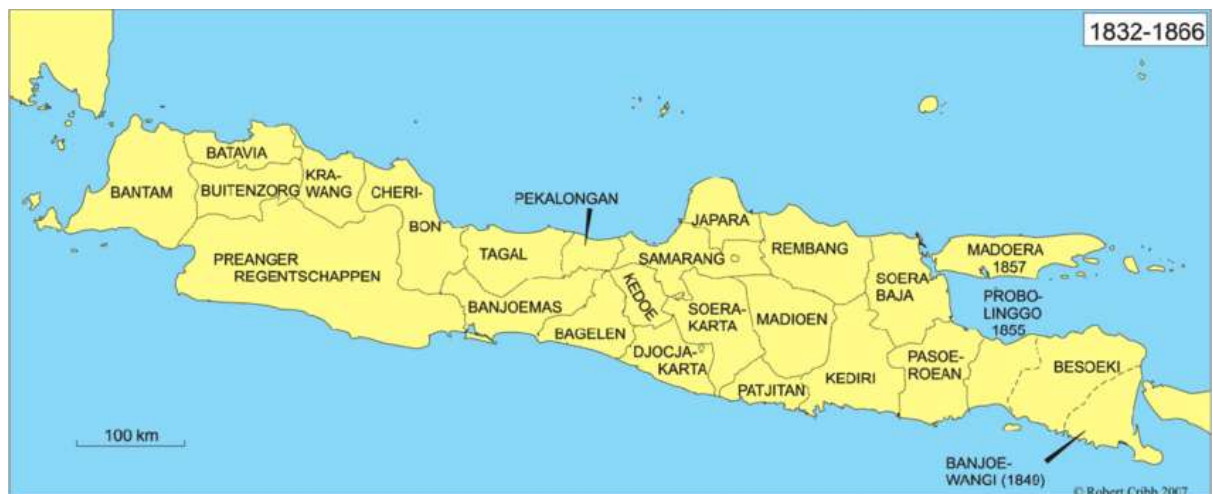 1832-1866
BATAVIA
BANTAM
BUITENZORG
KRA-
WANG
CHERI-
BON
PREANGER
REGENTSCHAPPEN
TAGAL
PEKALONGAN
JAPARA
SAMARANG
REMBANG
MADOERA
1857
SOERA
BAJA
PROBO-
LINGGO
1855
BANJOEMAS
BAGELEN
KEDOE
SOERA-
KARTA
MADIOEN
DJOCJA-
KARTA
PATJITAN
KEDIRI
PASOE-
ROEAN
BESOEKI
BANJOE-
WANGI (1849)
100 km
© Robert Cribb 2007